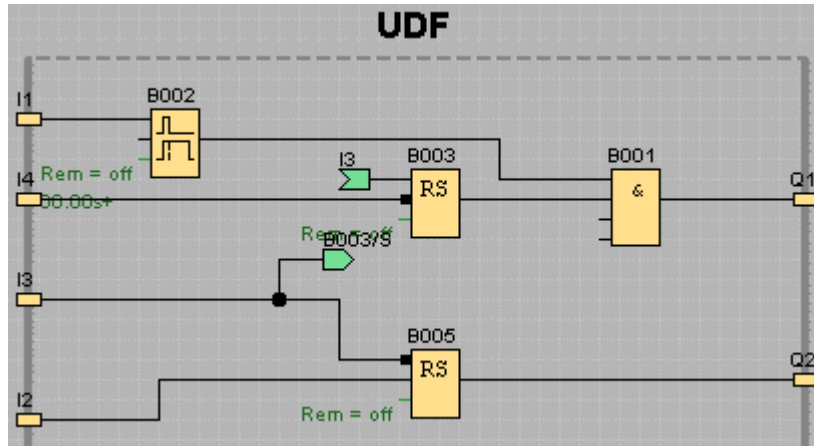 UDF
I1
B002
Rem = off
00.00s+
I4
I3
B003
RS
Rem = off
B001
&
Q1
B003/S
I3
B005
RS
Rem = off
Q2
I2